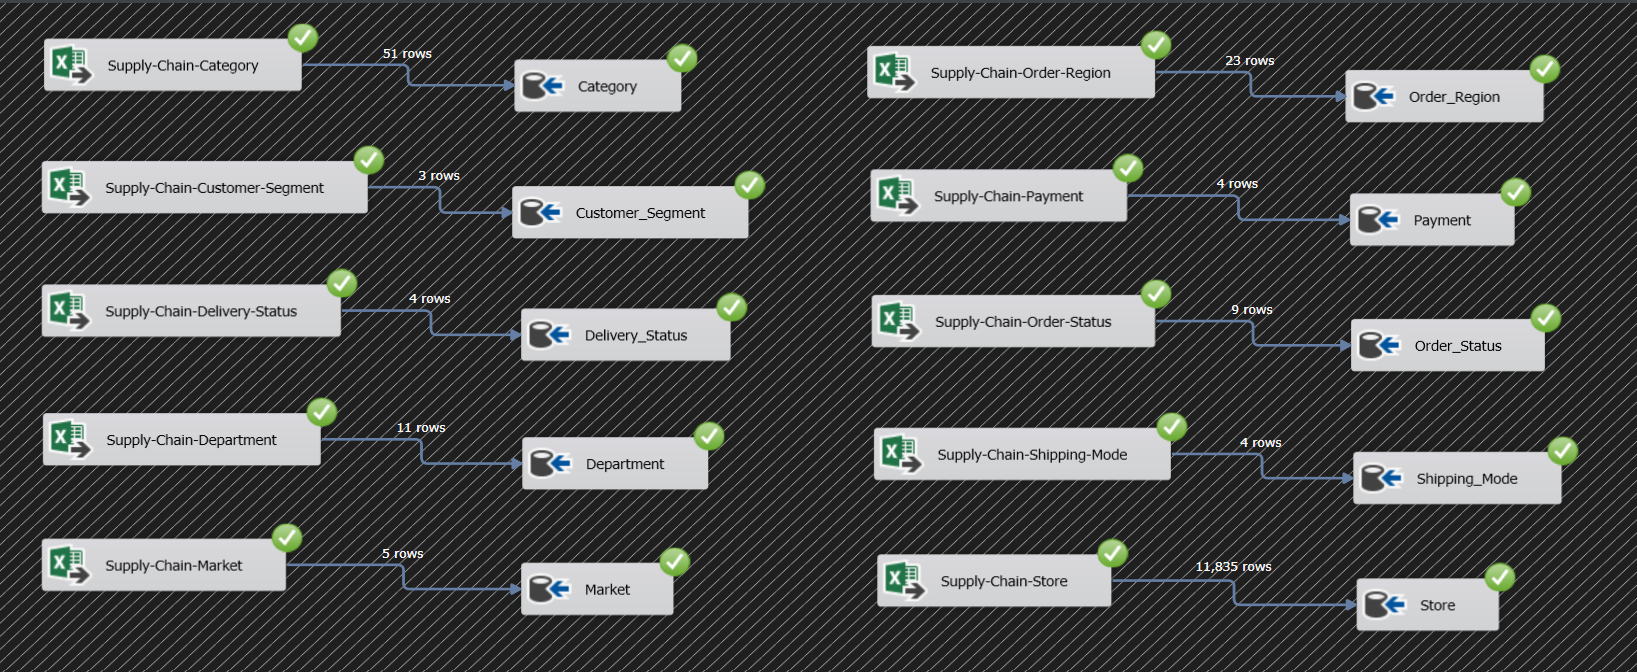 Supply-Chain-Category
51 rows
Category
Supply-Chain-Customer-Segment
3 rows
Customer_Segment
Supply-Chain-Delivery-Status
4 rows
Delivery_Status
Supply-Chain-Department
11 rows
Department
Supply-Chain-Market
5 rows
Market
Supply-Chain-Order-Region
23 rows
Order_Region
Supply-Chain-Payment
4 rows
Payment
Supply-Chain-Order-Status
9 rows
Order_Status
Supply-Chain-Shipping-Mode
4 rows
Shipping_Mode
Supply-Chain-Store
11,835 rows
Store